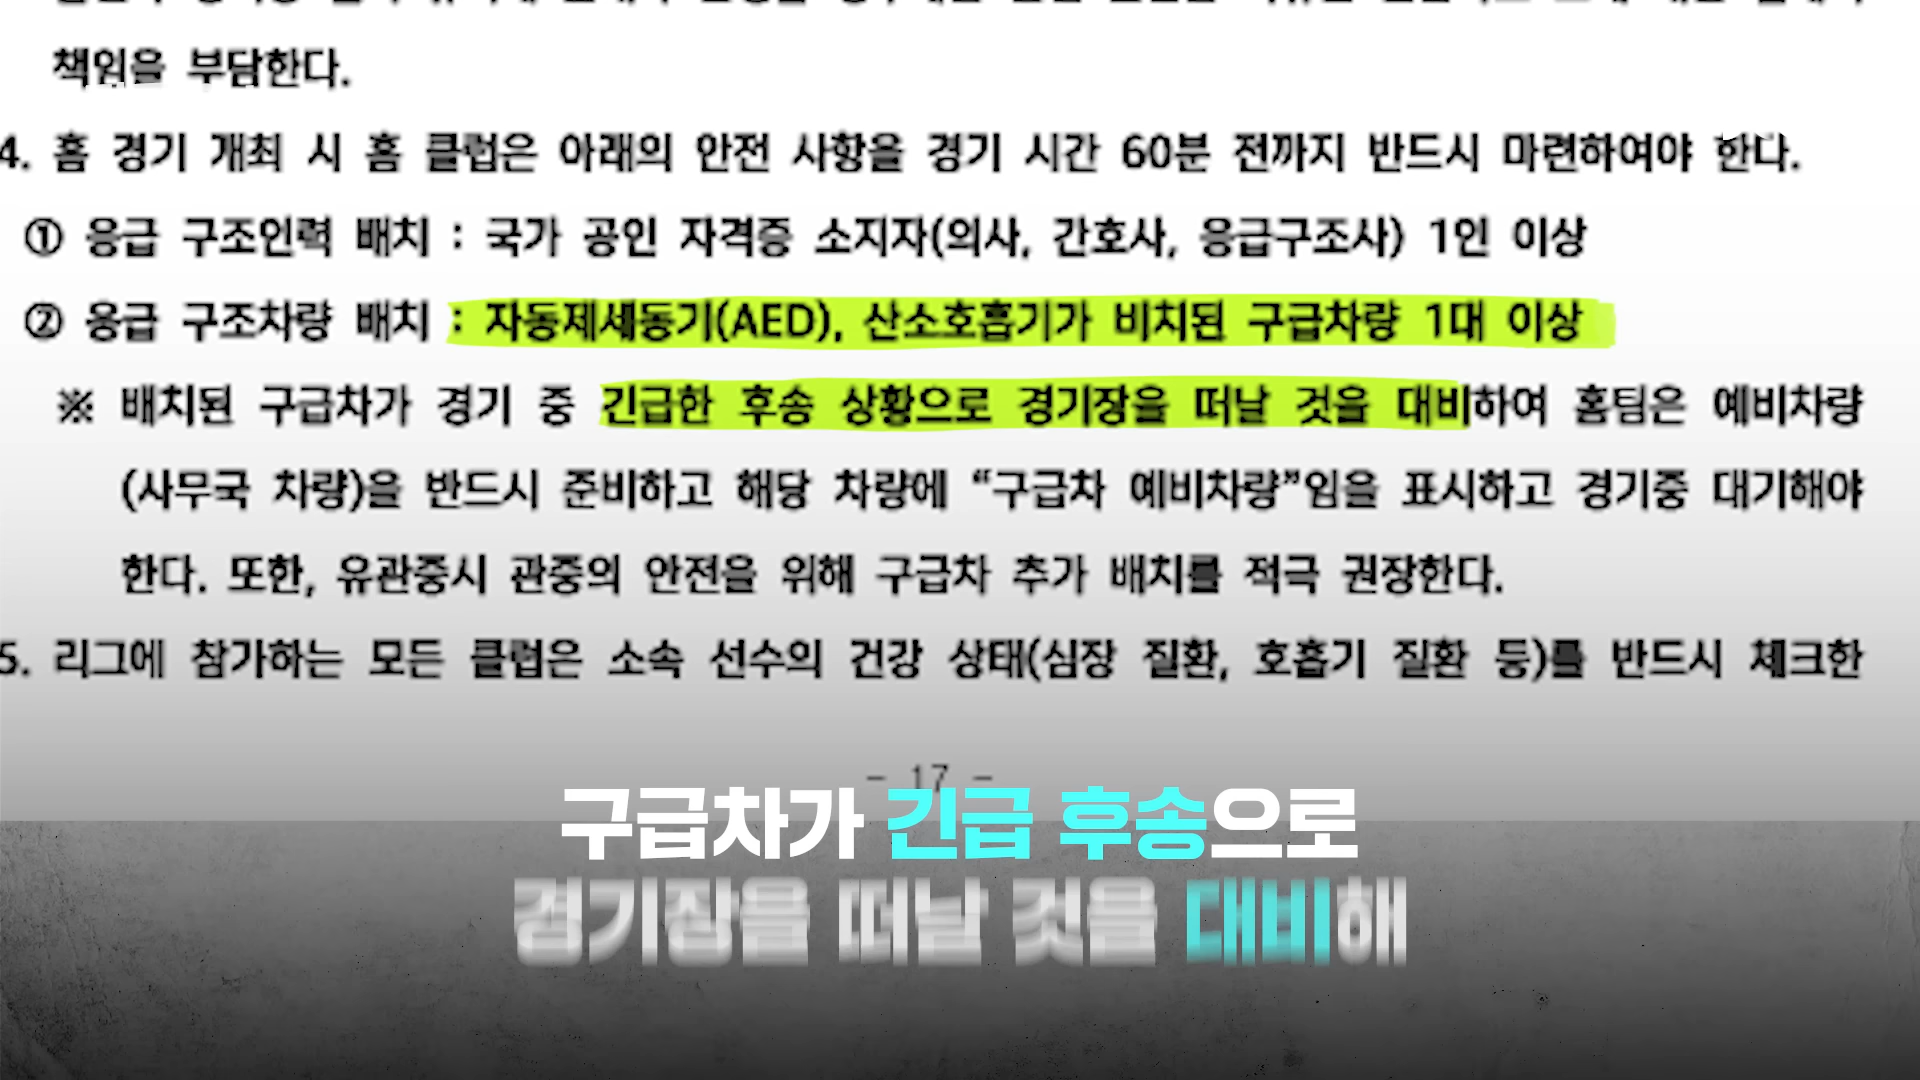 책임을 부담한다.
4. 홈 경기 개최 시 홈 클럽은 아래의 안전 사항을 경기 시간 60분 전까지 반드시 마련하여야 한다.
① 응급 구조인력 배치 : 국가 공인 자격증 소지자(의사, 간호사, 응급구조사) 1인 이상
② 응급 구조차량 배치 : 자동제세동기(AED), 산소호흡기가 비치된 구급차량 1대 이상
※ 배치된 구급차가 경기 중 긴급한 후송 상황으로 경기장을 떠날 것을 대비하여 홈팀은 예비차량
(사무국 차량)을 반드시 준비하고 해당 차량에 “구급차 예비차량”임을 표시하고 경기중 대기해야
한다. 또한, 유관중시 관중의 안전을 위해 구급차 추가 배치를 적극 권장한다.
5. 리그에 참가하는 모든 클럽은 소속 선수의 건강 상태(심장 질환, 호흡기 질환 등)를 반드시 체크한
- 17 -
구급차가 긴급 후송으로
경기장을 떠날 것을 대비해